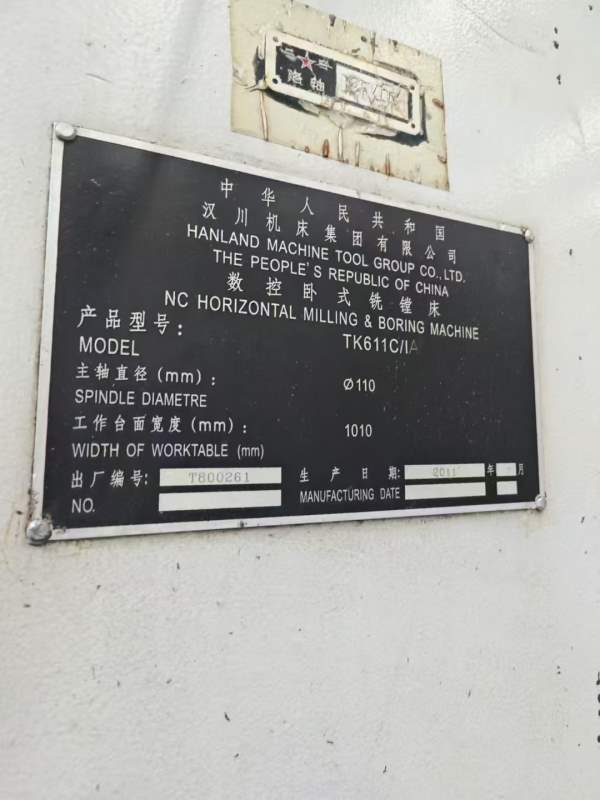 中华人民共和国
汉川机床集团有限公司
HANLAND MACHINE TOOL GROUP CO., LTD.
THE PEOPLE'S REPUBLIC OF CHINA
数控卧式铣镗床
NC HORIZONTAL MILLING & BORING MACHINE
产品型号: TK611C/1A
MODEL
主轴直径(mm): Ø110
SPINDLE DIAMETRE
工作台面宽度(mm): 1010
WIDTH OF WORKTABLE (mm)
出厂编号: T800261 生产日期: 2011 年 月
NO. MANUFACTURING DATE